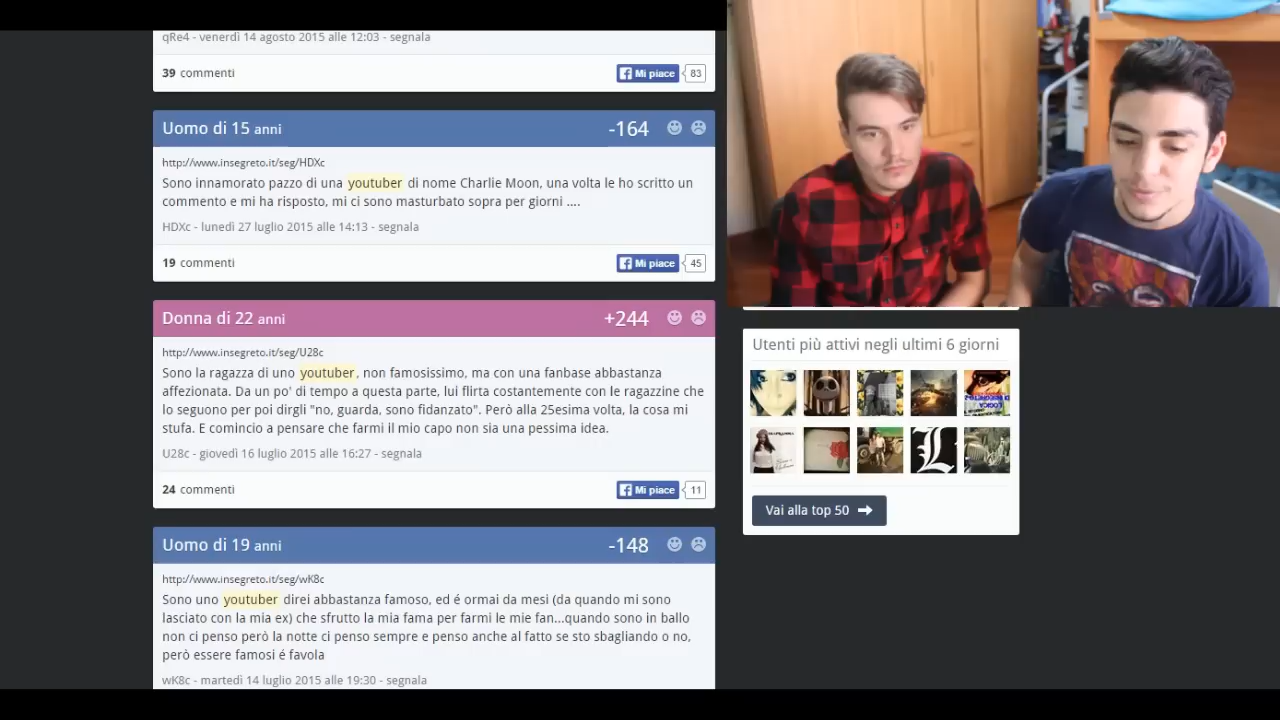 qRe4 - venerdì 14 agosto 2015 alle 12:03 - segnala
39 commenti
Mi piace 83
Uomo di 15 anni
-164
http://www.insegreto.it/seg/HDXc
Sono innamorato pazzo di una youtuber di nome Charlie Moon, una volta le ho scritto un
commento e mi ha risposto, mi ci sono masturbato sopra per giorni ....
HDXc - lunedì 27 luglio 2015 alle 14:13 - segnala
19 commenti
Mi piace 45
Donna di 22 anni
+244
http://www.insegreto.it/seg/U28c
Sono la ragazza di uno youtuber, non famosissimo, ma con una fanbase abbastanza
affezionata. Da un po' di tempo a questa parte, lui flirta costantemente con le ragazzine che
lo seguono per poi dirgli "no, guarda, sono fidanzato". Però alla 25esima volta, la cosa mi
stufa. E comincio a pensare che farmi il mio capo non sia una pessima idea.
U28c - giovedì 16 luglio 2015 alle 16:27 - segnala
24 commenti
Mi piace 11
Uomo di 19 anni
-148
http://www.insegreto.it/seg/wK8c
Sono uno youtuber direi abbastanza famoso, ed é ormai da mesi (da quando mi sono
lasciato con la mia ex) che sfrutto la mia fama per farmi le mie fan...quando sono in ballo
non ci penso però la notte ci penso sempre e penso anche al fatto se sto sbagliando o no,
però essere famosi é favola
wK8c - martedì 14 luglio 2015 alle 19:30 - segnala
Utenti più attivi negli ultimi 6 giorni
Vai alla top 50